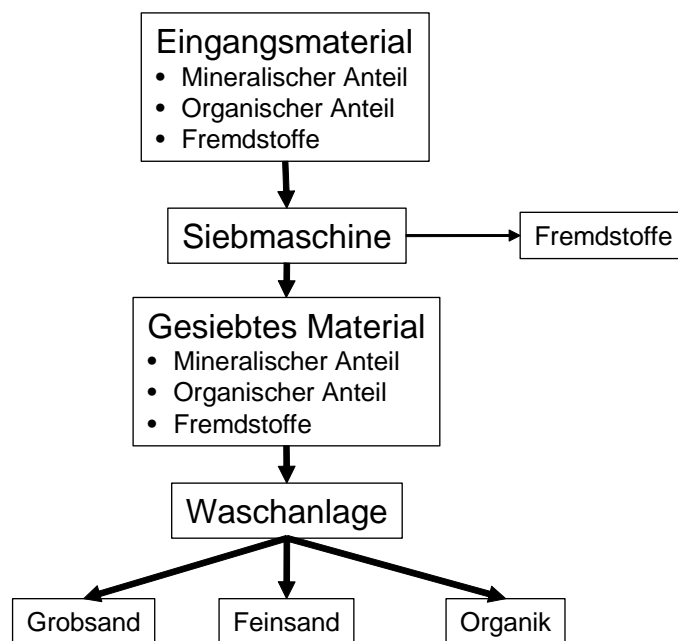 Eingangsmaterial
• Mineralischer Anteil
• Organischer Anteil
• Fremdstoffe
Siebmaschine
Fremdstoffe
Gesiebtes Material
• Mineralischer Anteil
• Organischer Anteil
• Fremdstoffe
Waschanlage
Grobsand
Feinsand
Organik